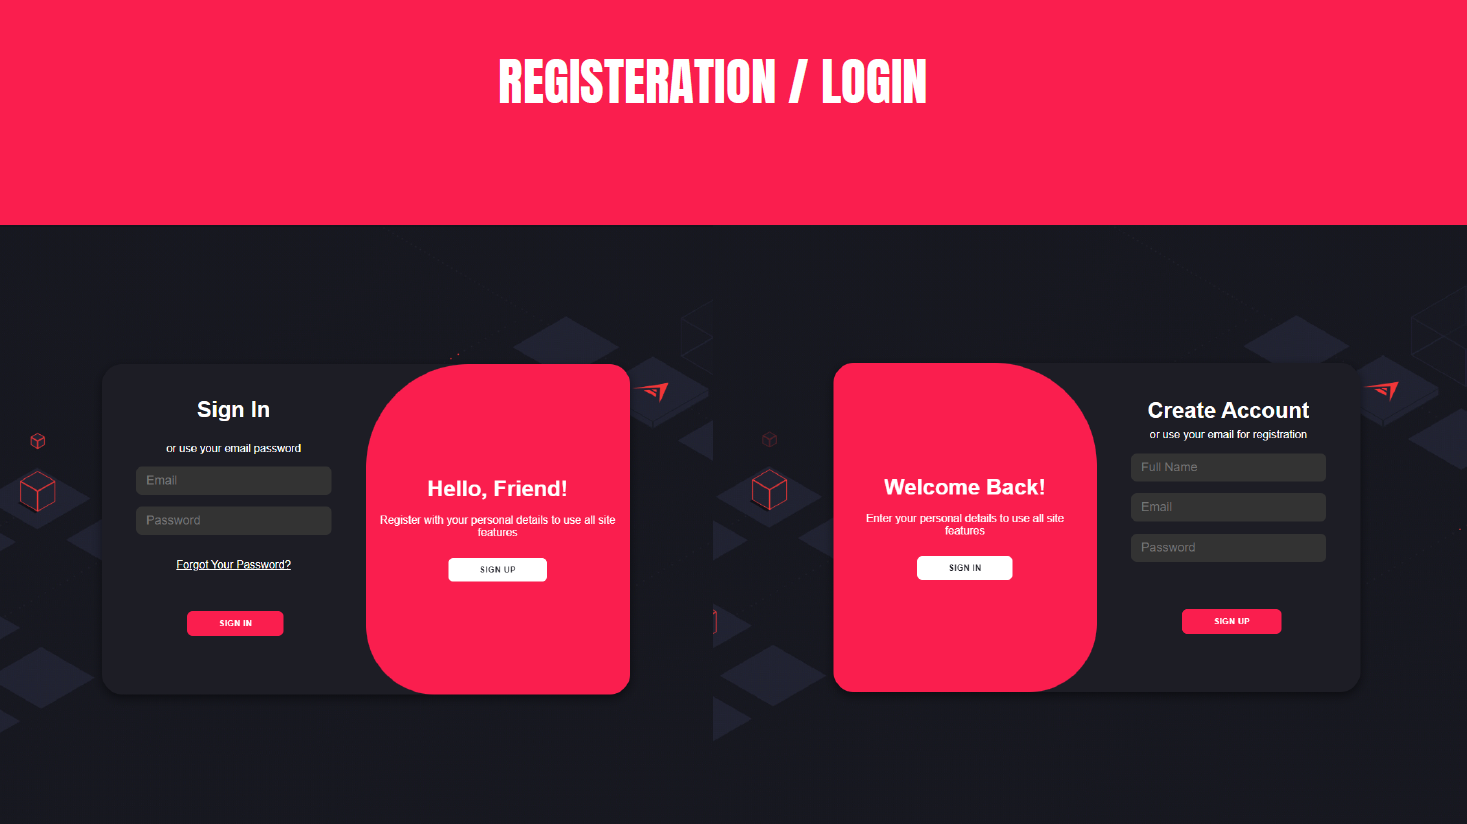 REGISTERATION / LOGIN
Sign In
or use your email password
Email
Password
Forgot Your Password?
SIGN IN
Hello, Friend!
Register with your personal details to use all site
features
SIGN UP
Welcome Back!
Enter your personal details to use all site
features
SIGN IN
Create Account
or use your email for registration
Full Name
Email
Password
SIGN UP